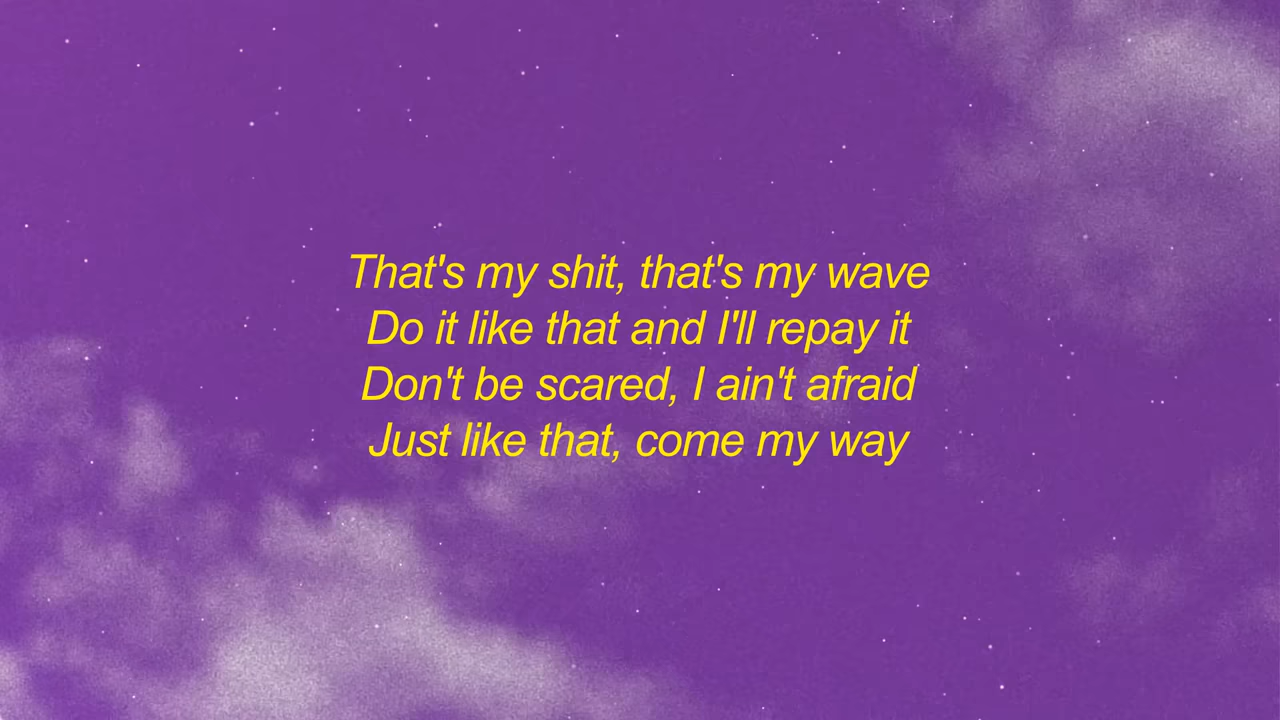 That's my shit, that's my wave
Do it like that and I'll repay it
Don't be scared, I ain't afraid
Just like that, come my way